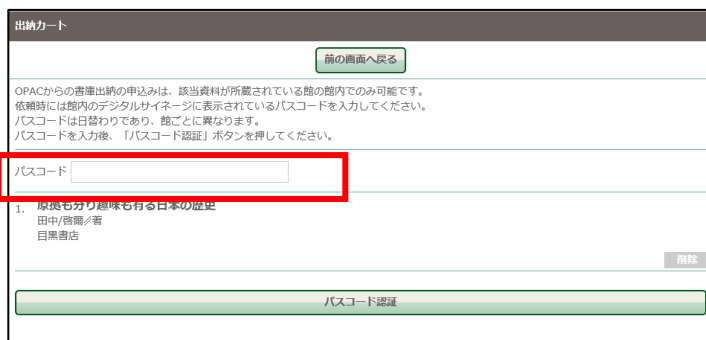 出納カート
前の画面へ戻る
OPACからの書庫出納の申込みは、該当資料が所蔵されている館の館内でのみ可能です。
依頼時には館内のデジタルサイネージに表示されているパスコードを入力してください。
パスコードは日替わりであり、館ごとに異なります。
パスコードを入力後、「パスコード認証」ボタンを押してください。
パスコード
1. 原拠も分り趣味も有る日本の歴史
田中/啓爾/／著
目黒書店
削除
パスコード認証